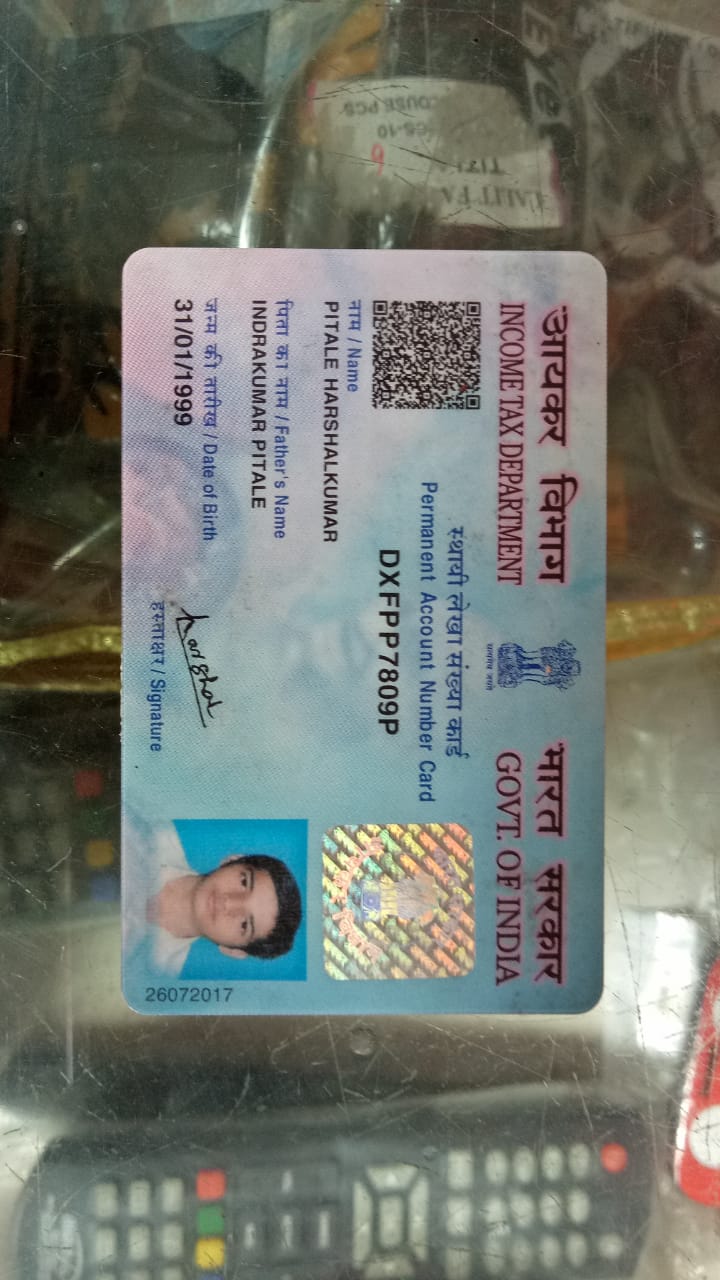 आयकर विभाग
INCOME TAX DEPARTMENT
सत्यमेव जयते
भारत सरकार
GOVT. OF INDIA
स्थायी लेखा संख्या कार्ड
Permanent Account Number Card
DXFPP7809P
नाम / Name
PITALE HARSHALKUMAR
पिता का नाम / Father's Name
INDRAKUMAR PITALE
जन्म की तारीख / Date of Birth
31/01/1999
Harshal
हस्ताक्षर / Signature
26072017